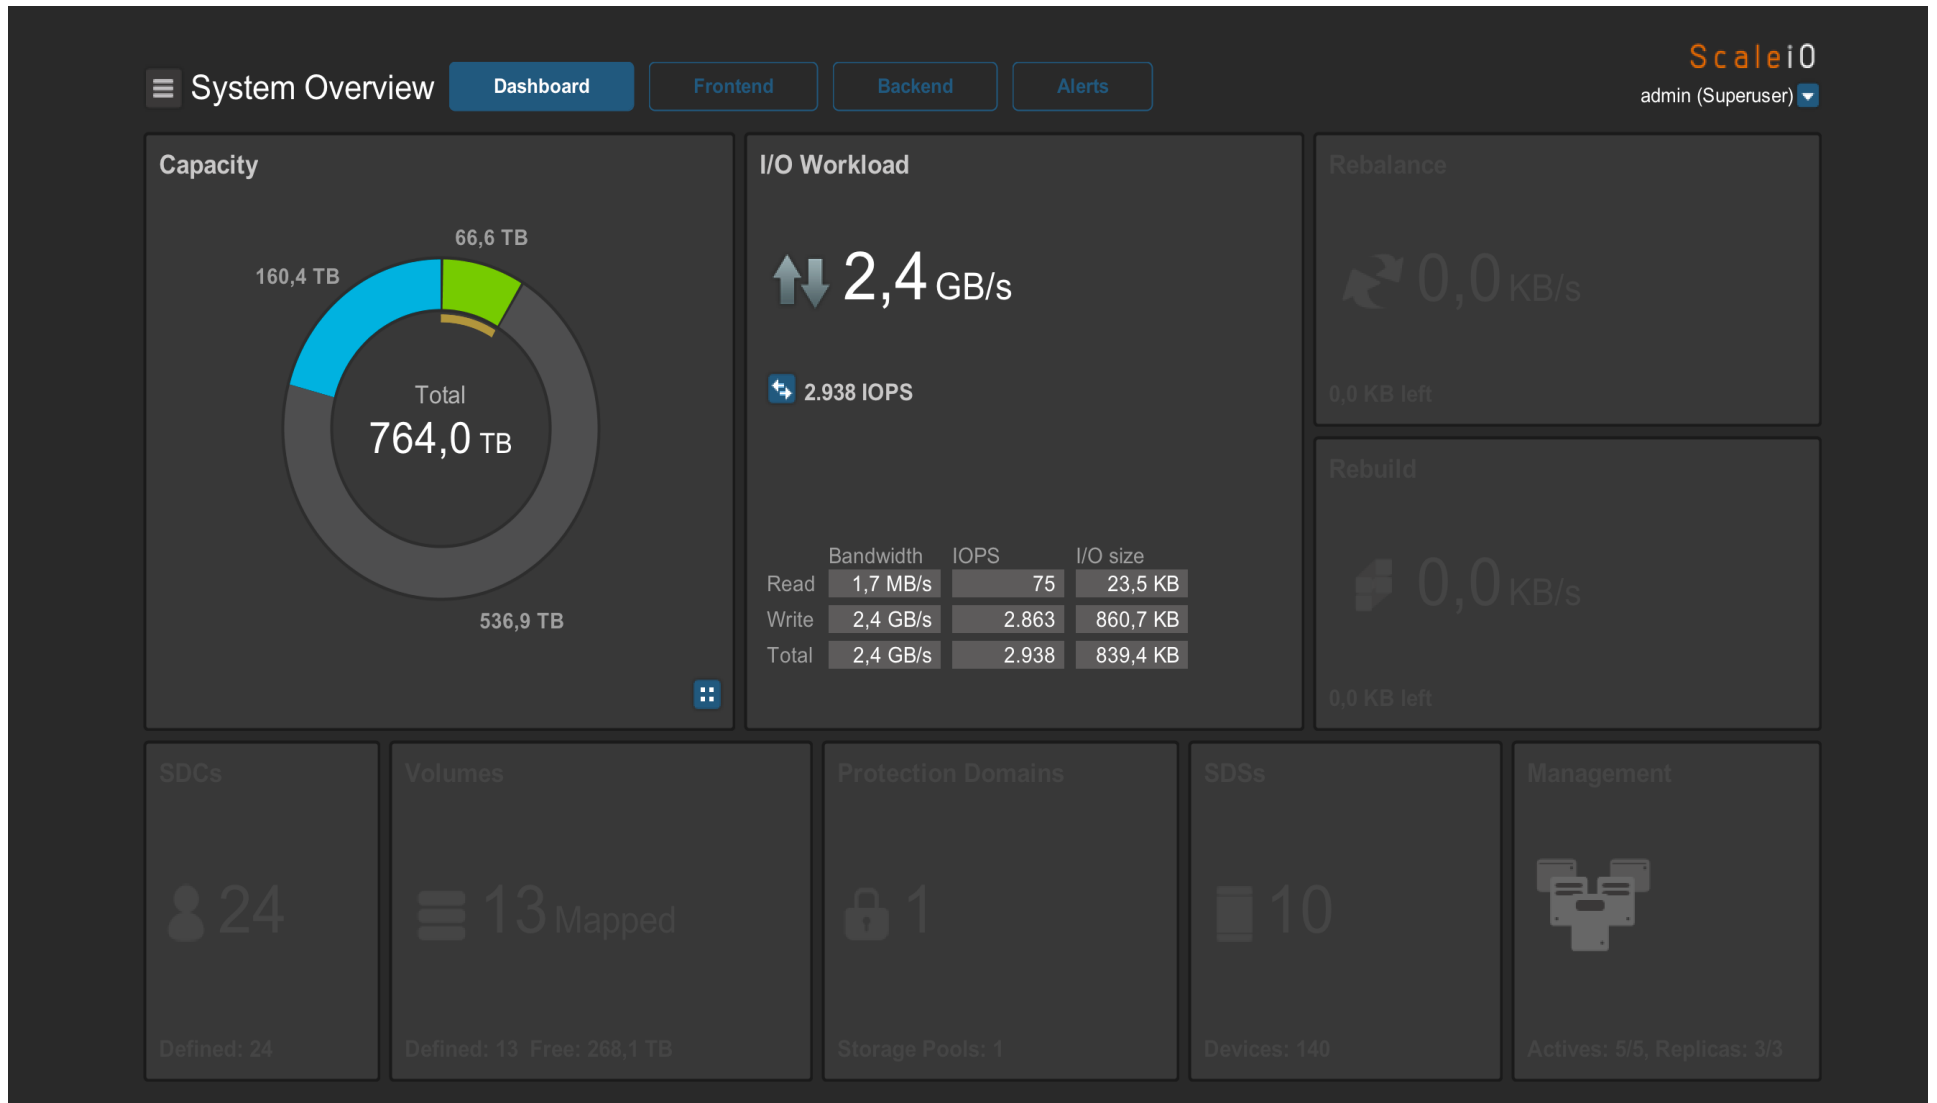 System Overview
Dashboard
Frontend
Backend
Alerts
ScaleiO
admin (Superuser)
Capacity
66,6 TB
160,4 TB
Total
764,0 TB
536,9 TB
I/O Workload
2,4 GB/s
2.938 IOPS
Bandwidth IOPS I/O size
Read 1,7 MB/s 75 23,5 KB
Write 2,4 GB/s 2.863 860,7 KB
Total 2,4 GB/s 2.938 839,4 KB
Rebalance
0,0 KB/s
0,0 KB left
Rebuild
0,0 KB/s
0,0 KB left
SDCs
24
Defined: 24
Volumes
13 Mapped
Defined: 13 Free: 268,1 TB
Protection Domains
1
Storage Pools: 1
SDSs
10
Devices: 140
Management
Actives: 5/5, Replicas: 3/3